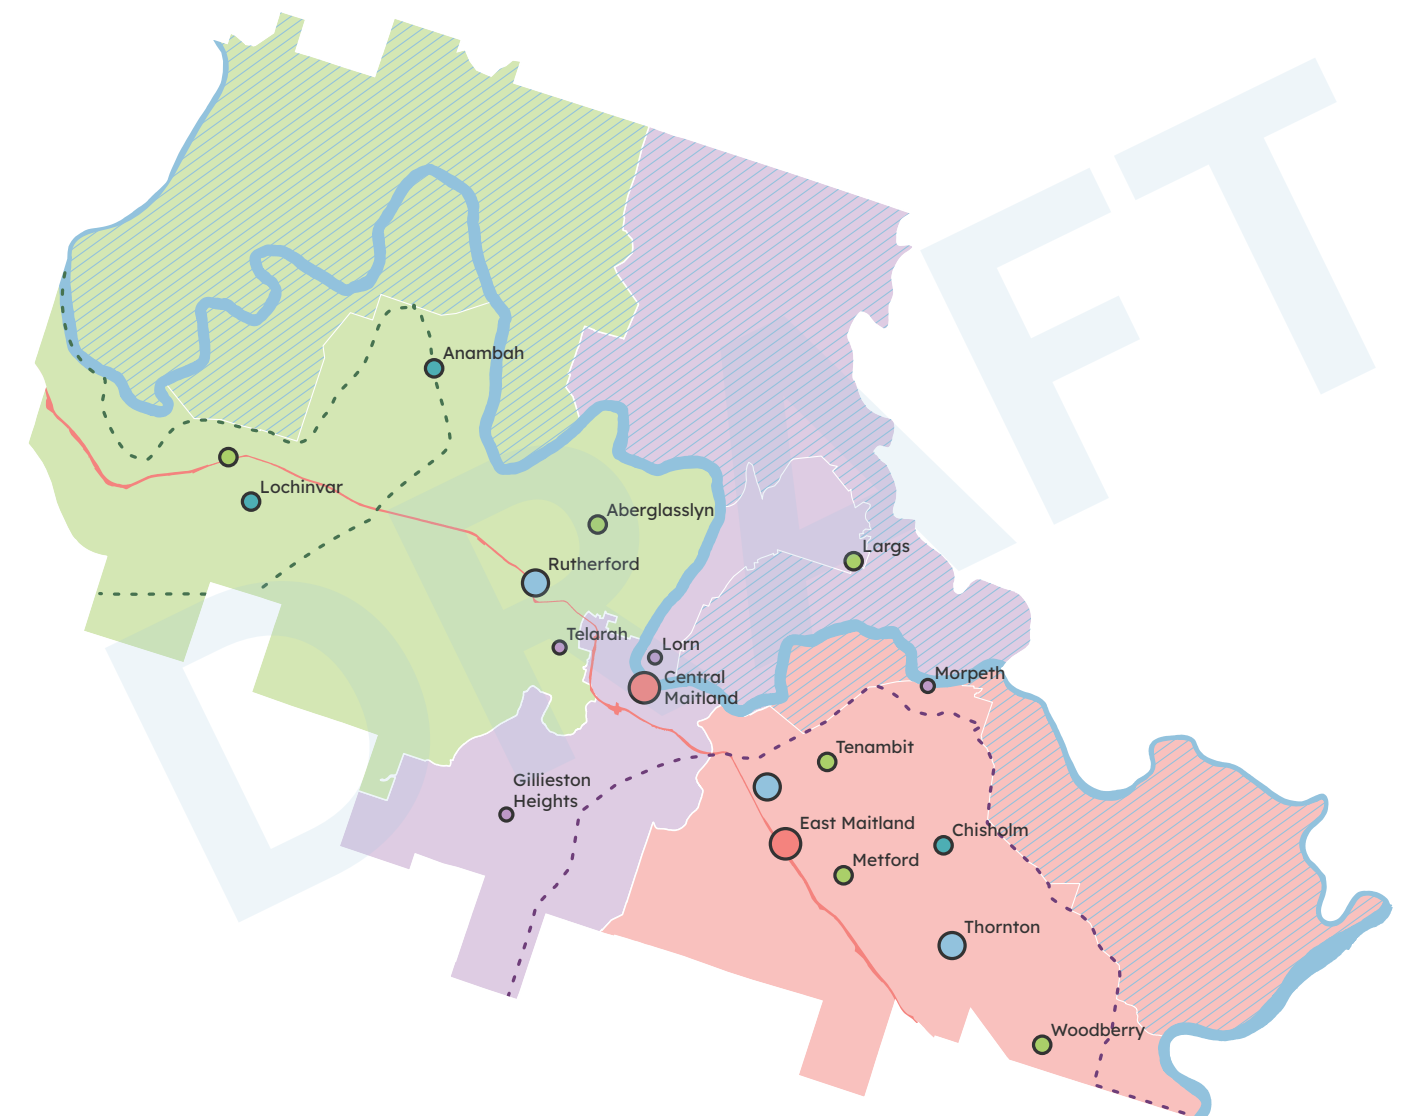 DRAFT
Anambah
Lochinvar
Aberglasslyn
Rutherford
Largs
Telarah
Lorn
Central
Maitland
Morpeth
Tenambit
Gillieston
Heights
East Maitland
Chisholm
Metford
Thornton
Woodberry